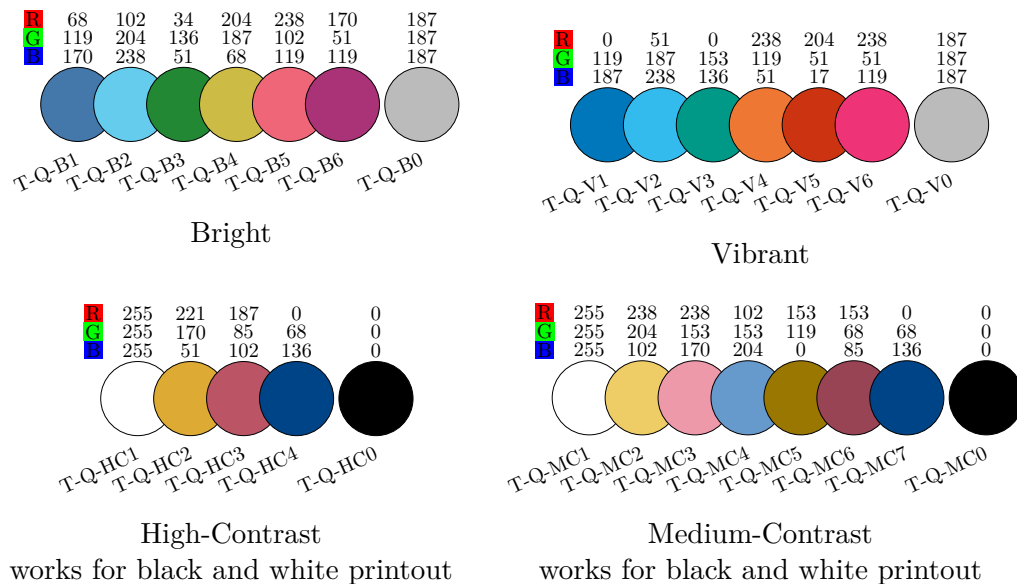 R 68 102 34 204 238 170 187
G 119 204 136 187 102 51 187
B 170 238 51 68 119 119 187
T-Q-B1 T-Q-B2 T-Q-B3 T-Q-B4 T-Q-B5 T-Q-B6 T-Q-B0
Bright
R 0 51 0 238 204 238 187
G 119 187 153 119 51 51 187
B 187 238 136 51 17 119 187
T-Q-V1 T-Q-V2 T-Q-V3 T-Q-V4 T-Q-V5 T-Q-V6 T-Q-V0
Vibrant
R 255 221 187 0 0
G 255 170 85 68 0
B 255 51 102 136 0
T-Q-HC1 T-Q-HC2 T-Q-HC3 T-Q-HC4 T-Q-HC0
High-Contrast
works for black and white printout
R 255 238 238 102 153 153 0 0
G 255 204 153 153 119 68 68 0
B 255 102 170 204 0 85 136 0
T-Q-MC1 T-Q-MC2 T-Q-MC3 T-Q-MC4 T-Q-MC5 T-Q-MC6 T-Q-MC7 T-Q-MC0
Medium-Contrast
works for black and white printout